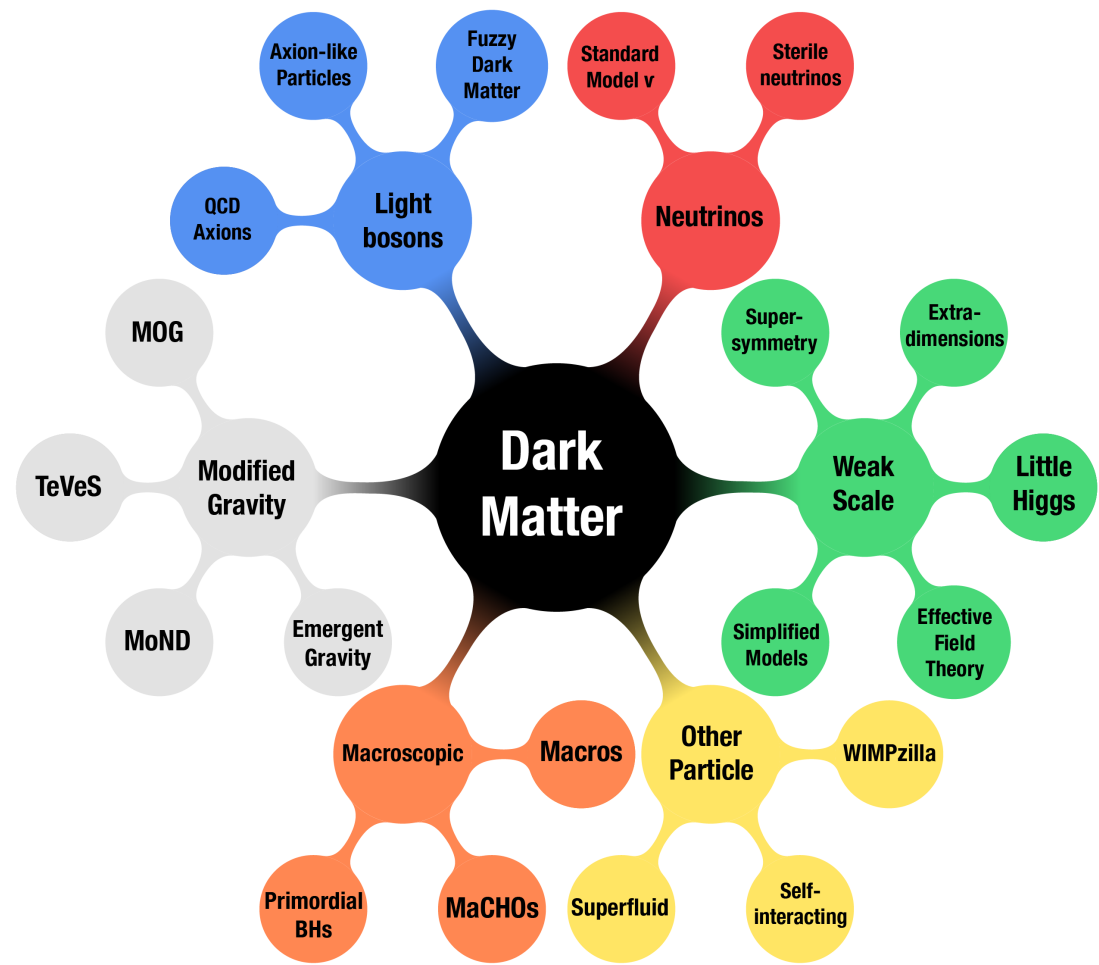 Dark
Matter
Light
bosons
QCD
Axions
Axion-like
Particles
Fuzzy
Dark
Matter
Neutrinos
Standard
Model ν
Sterile
neutrinos
Weak
Scale
Super-
symmetry
Extra-
dimensions
Little
Higgs
Effective
Field
Theory
Simplified
Models
Other
Particle
WIMPzilla
Self-
interacting
Superfluid
Macroscopic
Macros
MaCHOs
Primordial
BHs
Modified
Gravity
Emergent
Gravity
MoND
TeVeS
MOG